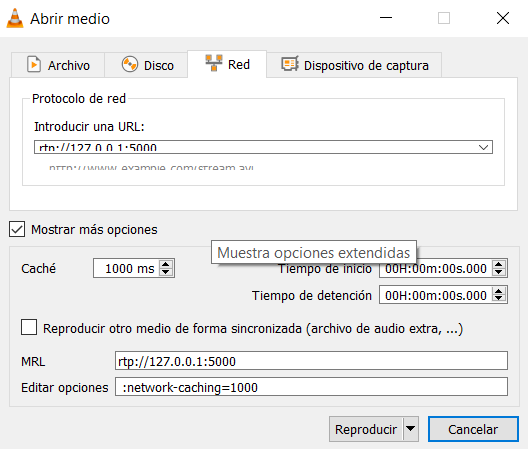 Abrir medio
Archivo Disco Red Dispositivo de captura
Protocolo de red
Introducir una URL:
rtp://127.0.0.1:5000
http://www.example.com/stream.avi
Mostrar más opciones
Muestra opciones extendidas
Caché 1000 ms Tiempo de inicio 00H:00m:00s.000
Tiempo de detención 00H:00m:00s.000
Reproducir otro medio de forma sincronizada (archivo de audio extra, ...)
MRL rtp://127.0.0.1:5000
Editar opciones :network-caching=1000
Reproducir Cancelar